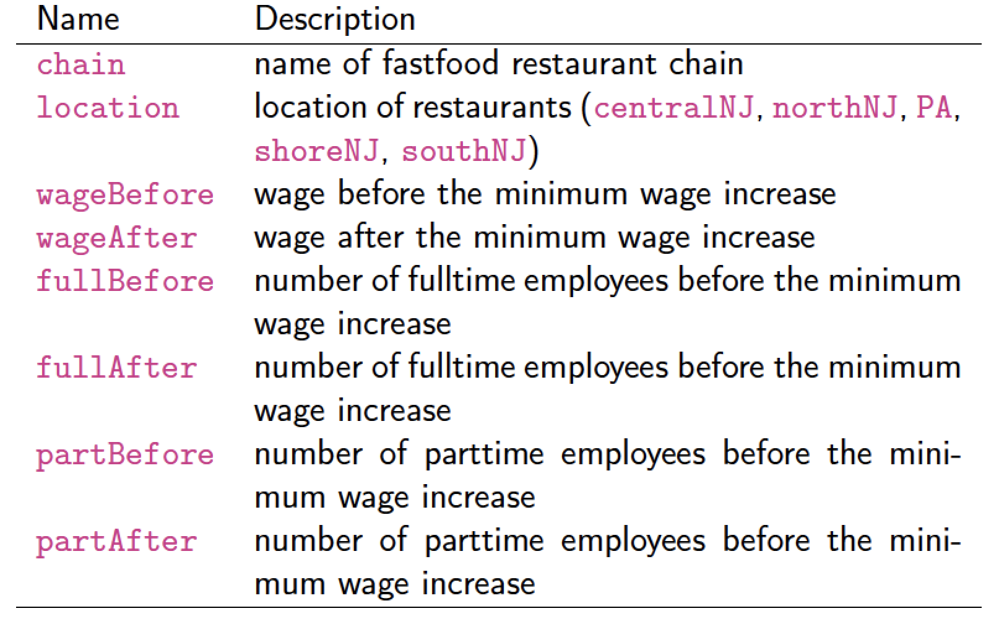 Name Description
chain name of fastfood restaurant chain
location location of restaurants (centralNJ, northNJ, PA,
shoreNJ, southNJ)
wageBefore wage before the minimum wage increase
wageAfter wage after the minimum wage increase
fullBefore number of fulltime employees before the minimum
wage increase
fullAfter number of fulltime employees before the minimum
wage increase
partBefore number of parttime employees before the mini-
mum wage increase
partAfter number of parttime employees before the mini-
mum wage increase